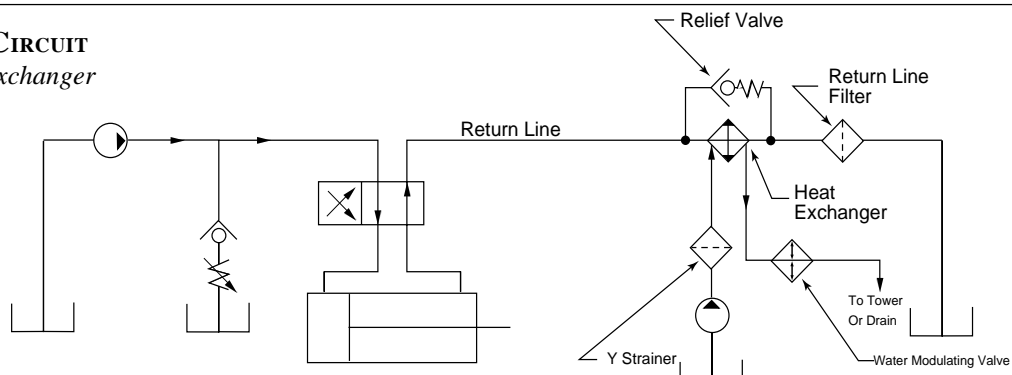 CIRCUIT
xchanger
Relief Valve
Return Line
Filter
Return Line
Heat
Exchanger
To Tower
Or Drain
Y Strainer
Water Modulating Valve